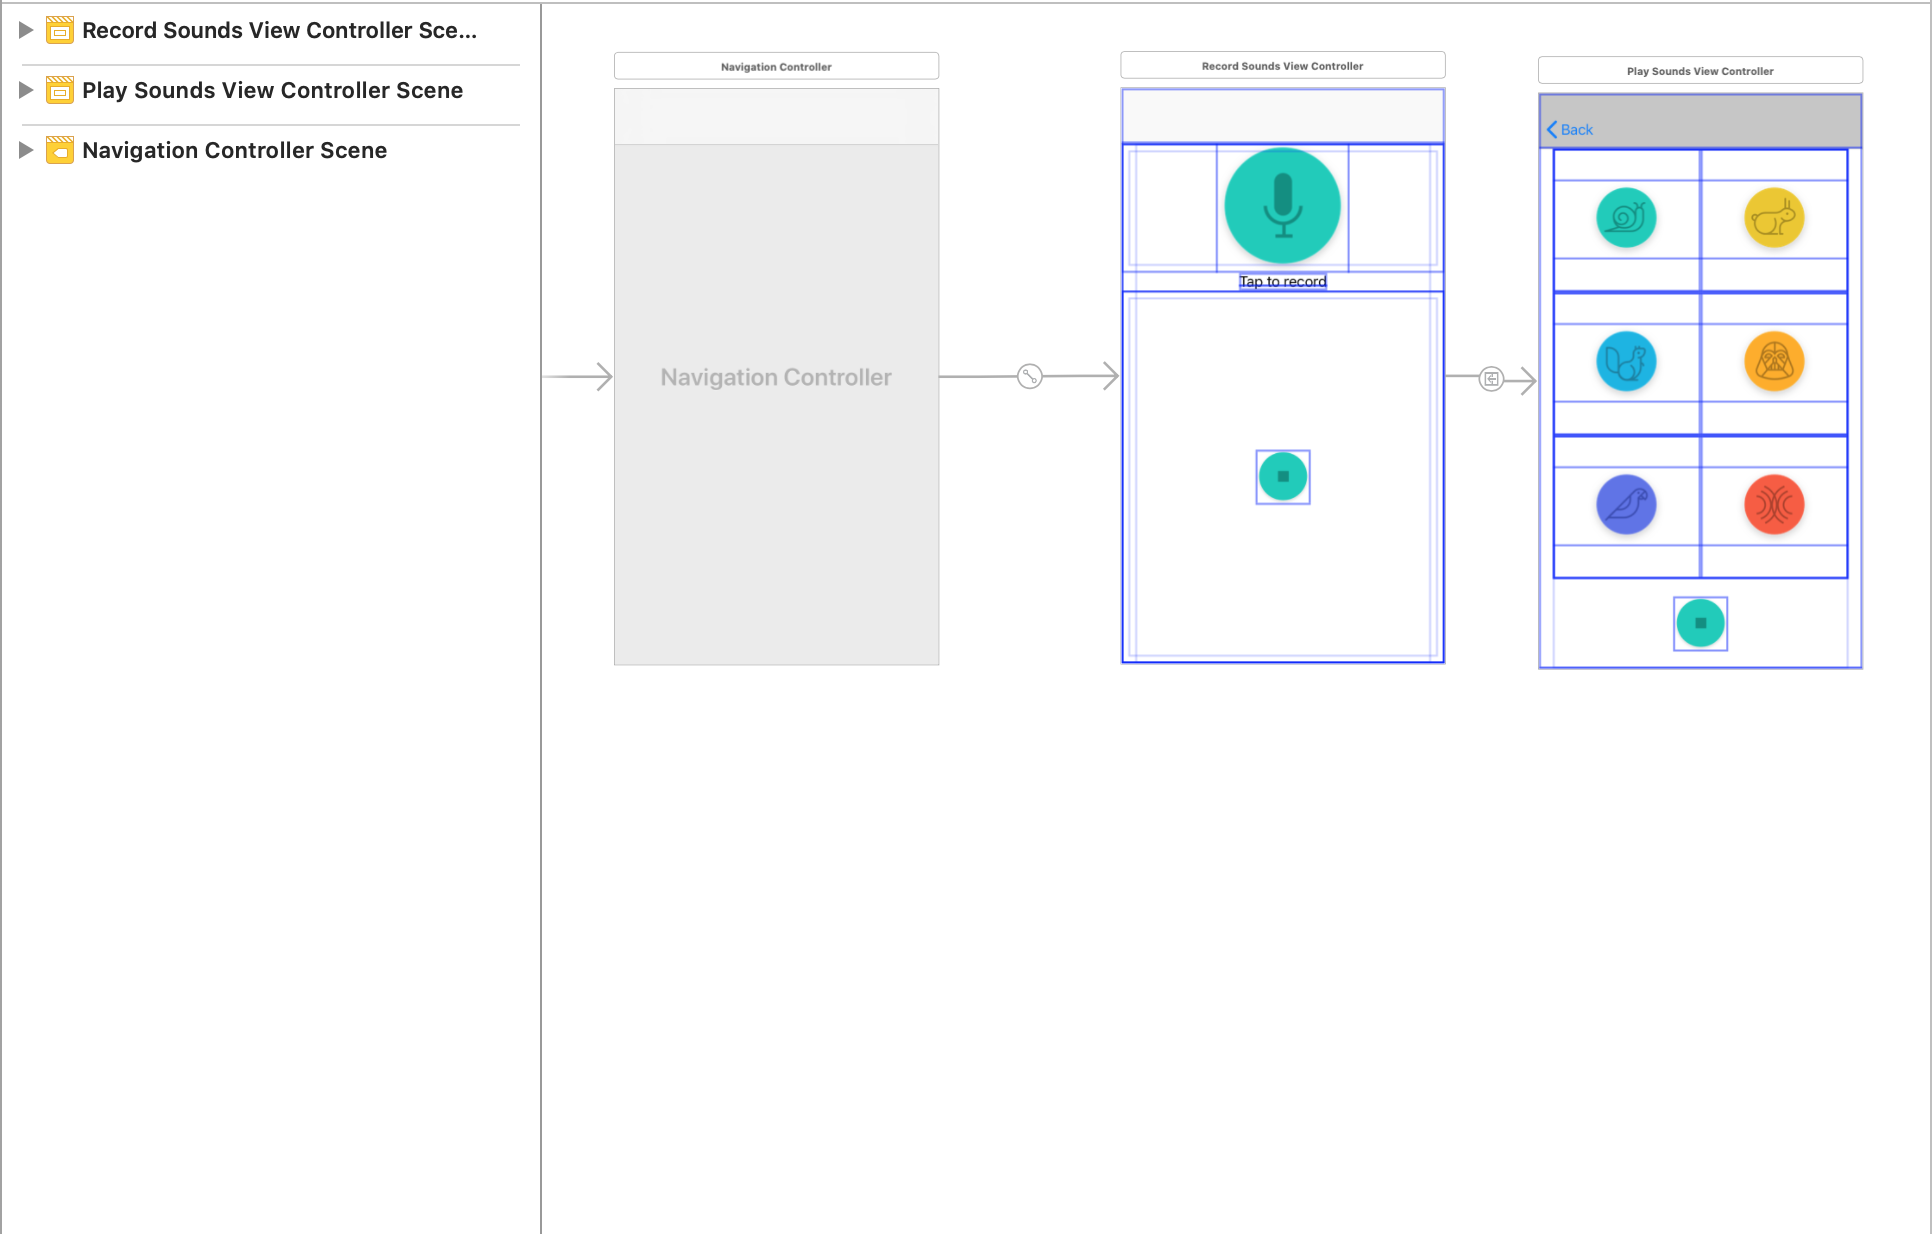 Record Sounds View Controller Sce...
Play Sounds View Controller Scene
Navigation Controller Scene
Navigation Controller
Navigation Controller
Record Sounds View Controller
Tap to record
Play Sounds View Controller
Back